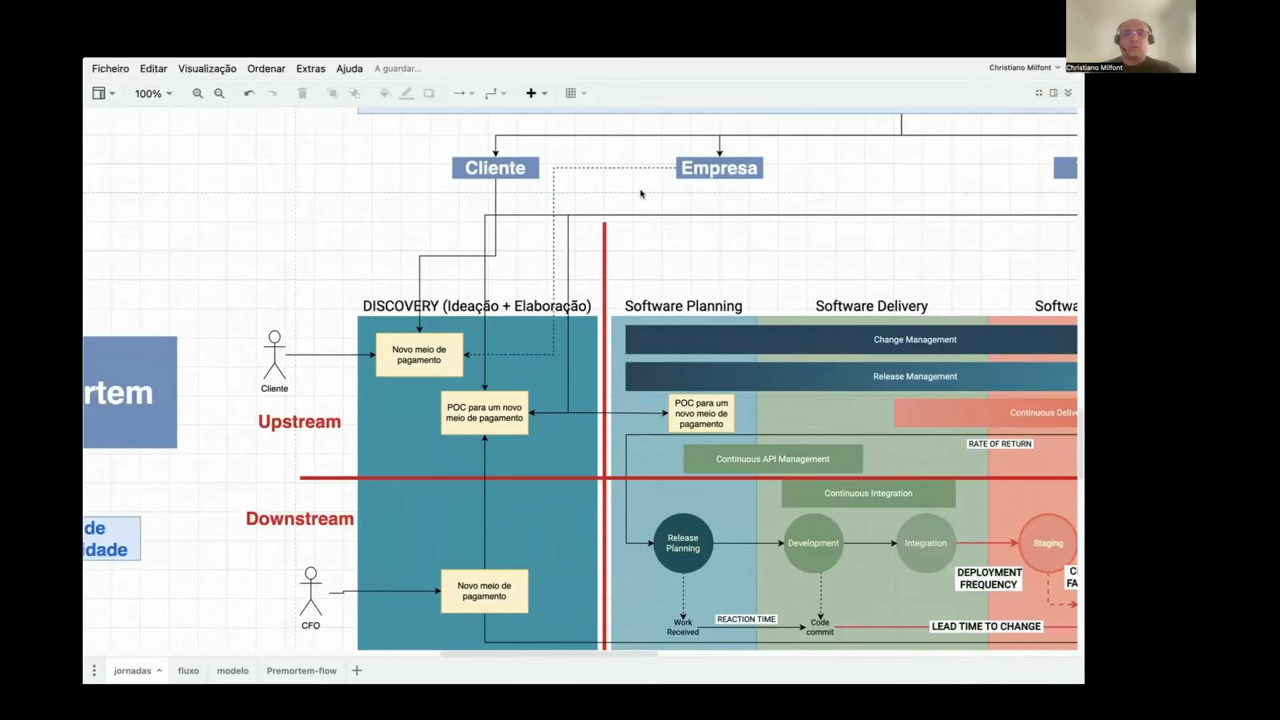 Christiano Milfont
Ficheiro Editar Visualização Ordenar Extras Ajuda A guardar...
Christiano Milfont
100%
Cliente
Empresa
DISCOVERY (Ideação + Elaboração)
Software Planning
Software Delivery
Softwa
Change Management
Novo meio de
pagamento
Cliente
Release Management
rtem
POC para um novo
meio de pagamento
POC para um
novo meio de
pagamento
Continuous Delive
Upstream
RATE OF RETURN
Continuous API Management
Continuous Integration
Downstream
de
idade
Release
Planning
Development
Integration
Staging
DEPLOYMENT
FREQUENCY
C
FA
Novo meio de
pagamento
CFO
Work
Received
REACTION TIME
Code
commit
LEAD TIME TO CHANGE
jornadas
fluxo
modelo
Premortem-flow